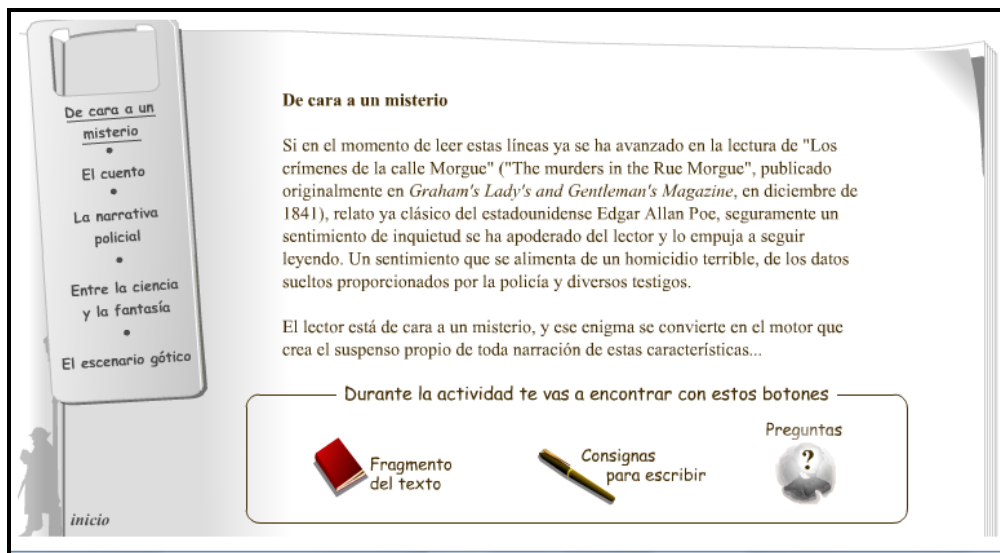 De cara a un
misterio
El cuento
La narrativa
policial
Entre la ciencia
y la fantasía
El escenario gótico
inicio
De cara a un misterio
Si en el momento de leer estas líneas ya se ha avanzado en la lectura de "Los
crímenes de la calle Morgue" ("The murders in the Rue Morgue", publicado
originalmente en Graham's Lady's and Gentleman's Magazine, en diciembre de
1841), relato ya clásico del estadounidense Edgar Allan Poe, seguramente un
sentimiento de inquietud se ha apoderado del lector y lo empuja a seguir
leyendo. Un sentimiento que se alimenta de un homicidio terrible, de los datos
sueltos proporcionados por la policía y diversos testigos.
El lector está de cara a un misterio, y ese enigma se convierte en el motor que
crea el suspenso propio de toda narración de estas características...
Durante la actividad te vas a encontrar con estos botones
Fragmento
del texto
Consignas
para escribir
Preguntas
?